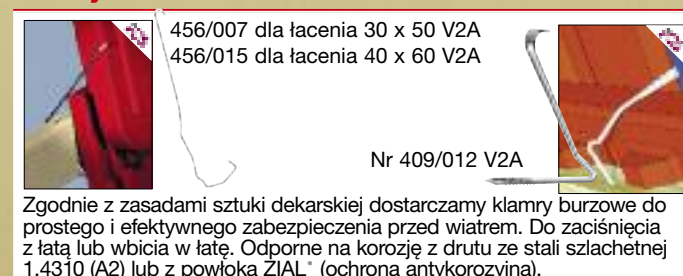 456/007 dla łacenia 30 x 50 V2A
456/015 dla łacenia 40 x 60 V2A
Nr 409/012 V2A
Zgodnie z zasadami sztuki dekarskiej dostarczamy klamry burzowe do
prostego i efektywnego zabezpieczenia przed wiatrem. Do zaciśnięcia
z łatą lub wbicia w łatę. Odporne na korozję z drutu ze stali szlachetnej
1.4310 (A2) lub z powłoka ZIAL® (ochrona antykorozyjna).